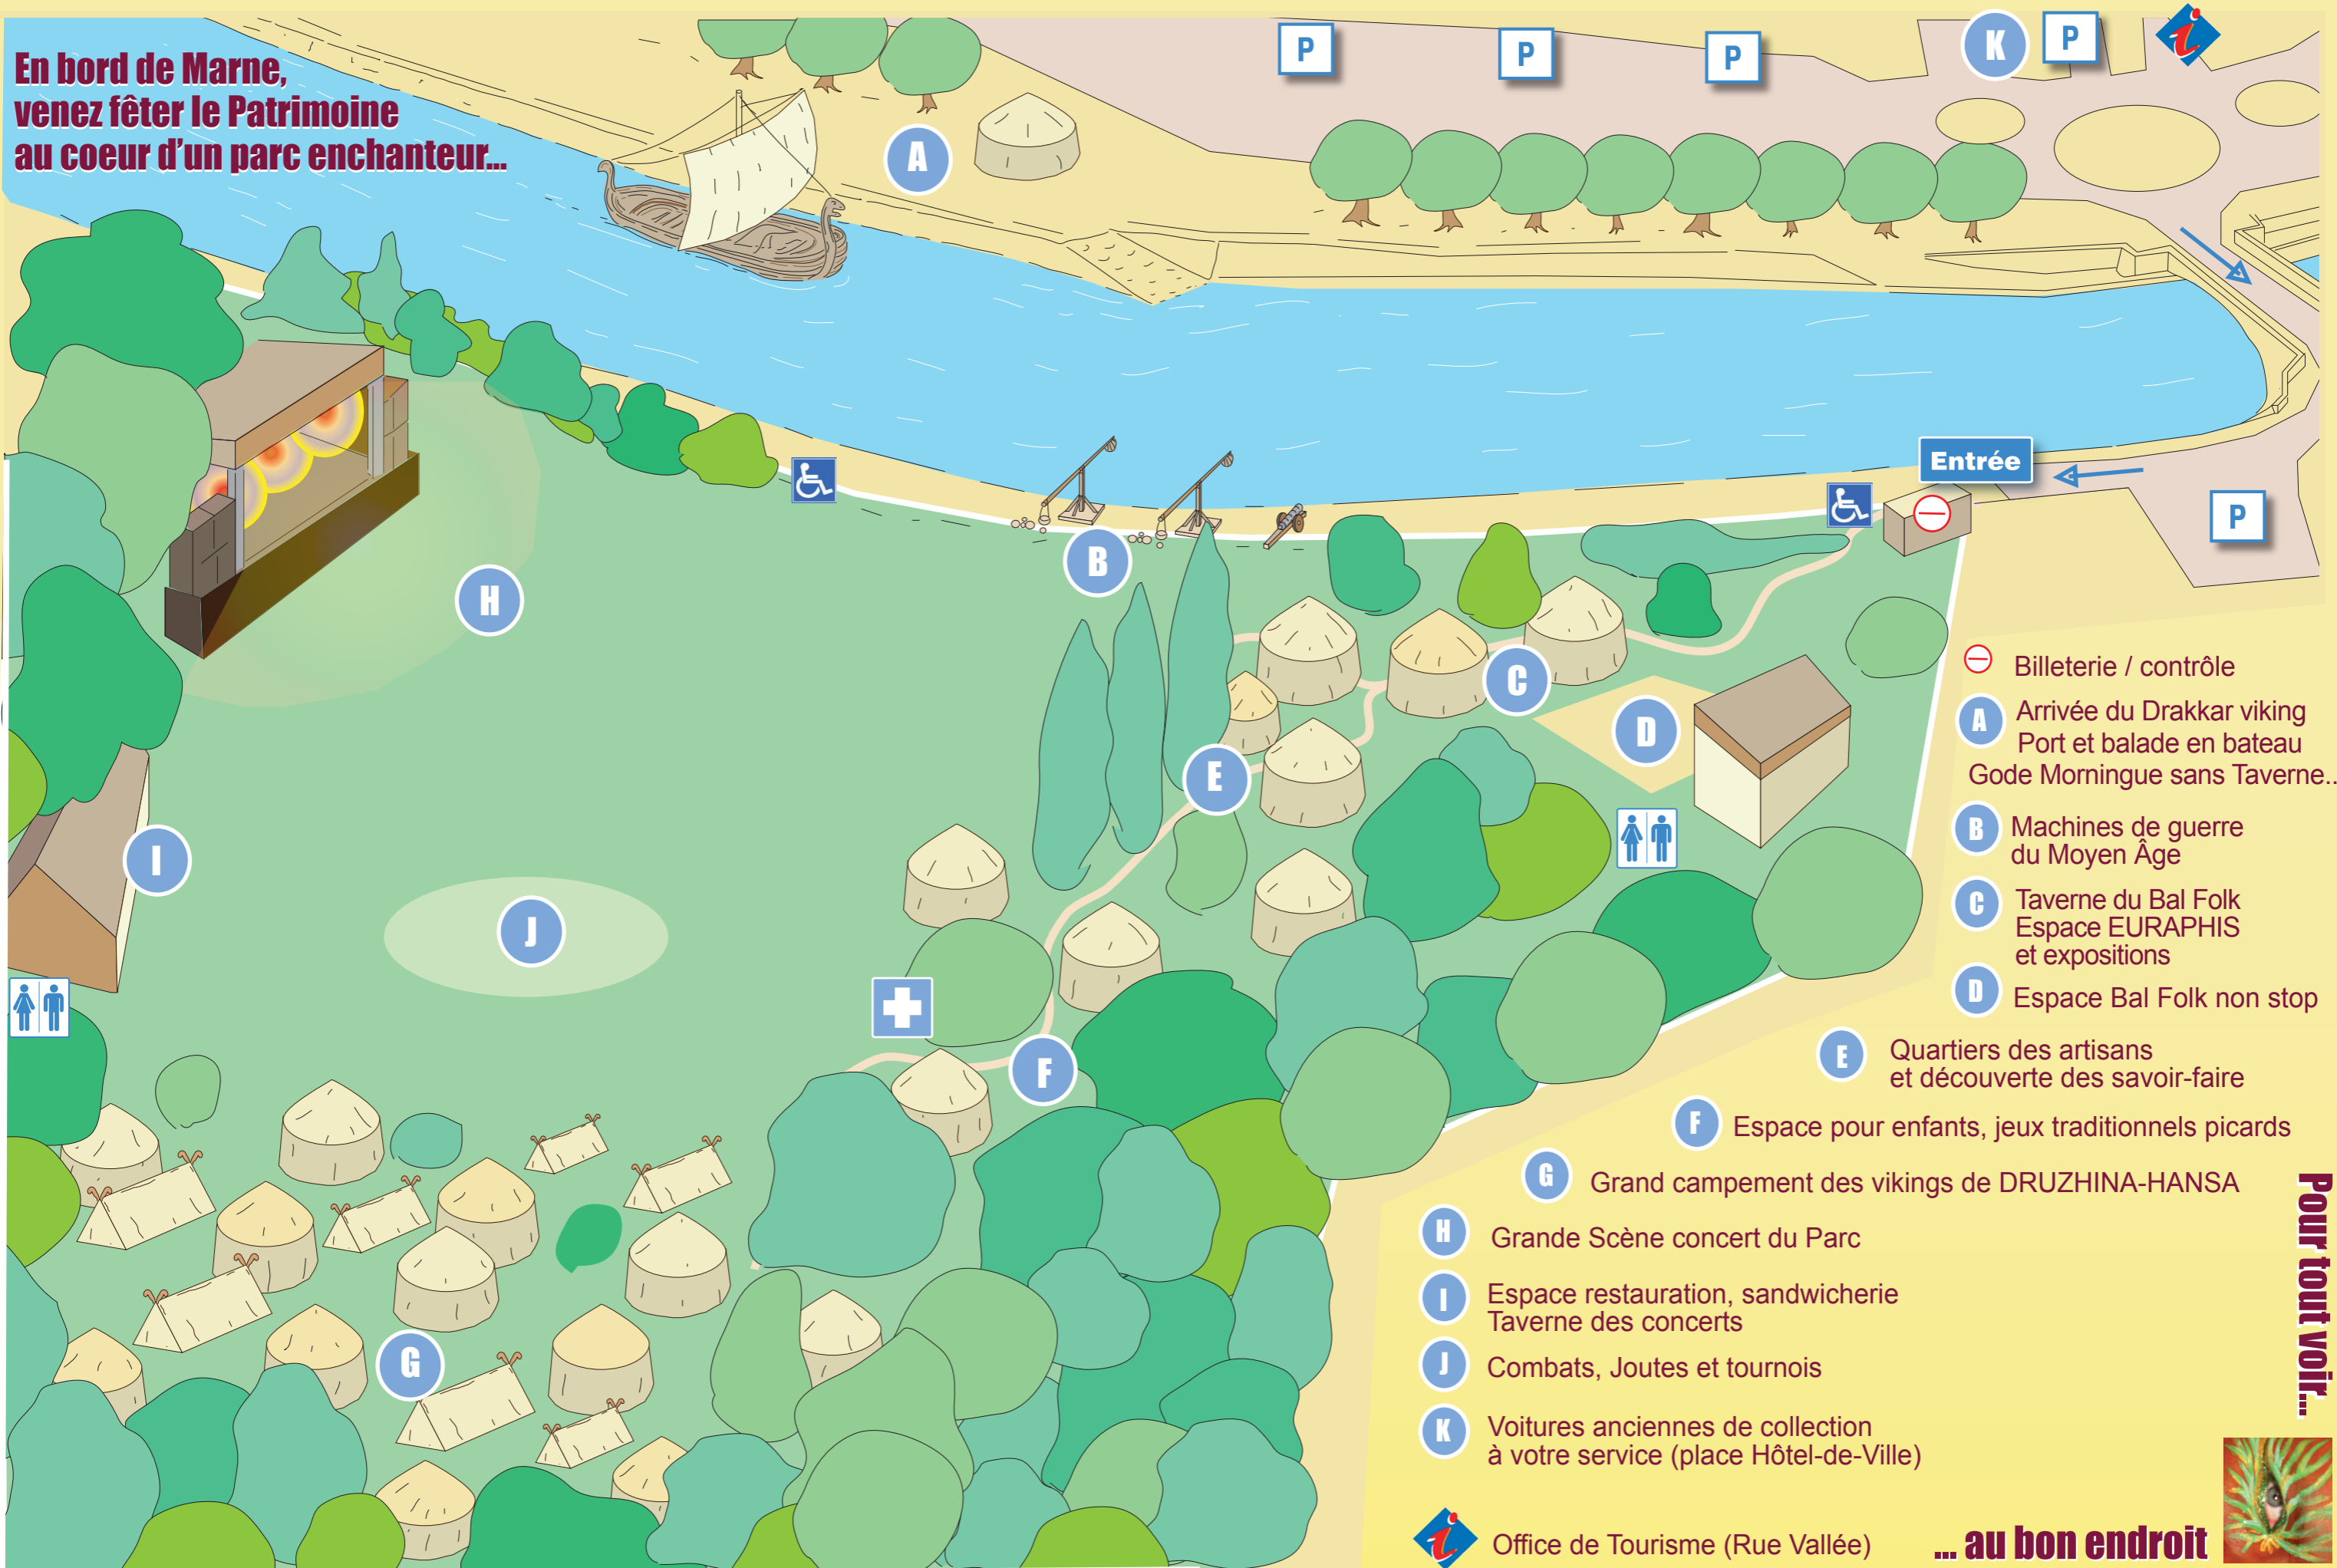 En bord de Marne,
venez fêter le Patrimoine
au coeur d'un parc enchanteur...
P
P
P
K
P
i
A
Entrée
P
B
H
C
D
E
I
J
F
G
Billeterie / contrôle
A Arrivée du Drakkar viking
Port et balade en bateau
Gode Morningue sans Taverne..
B Machines de guerre
du Moyen Âge
C Taverne du Bal Folk
Espace EURAPHIS
et expositions
D Espace Bal Folk non stop
E Quartiers des artisans
et découverte des savoir-faire
F Espace pour enfants, jeux traditionnels picards
G Grand campement des vikings de DRUZHINA-HANSA
H Grande Scène concert du Parc
I Espace restauration, sandwicherie
Taverne des concerts
J Combats, Joutes et tournois
K Voitures anciennes de collection
à votre service (place Hôtel-de-Ville)
i Office de Tourisme (Rue Vallée)
Pour tout voir...
... au bon endroit